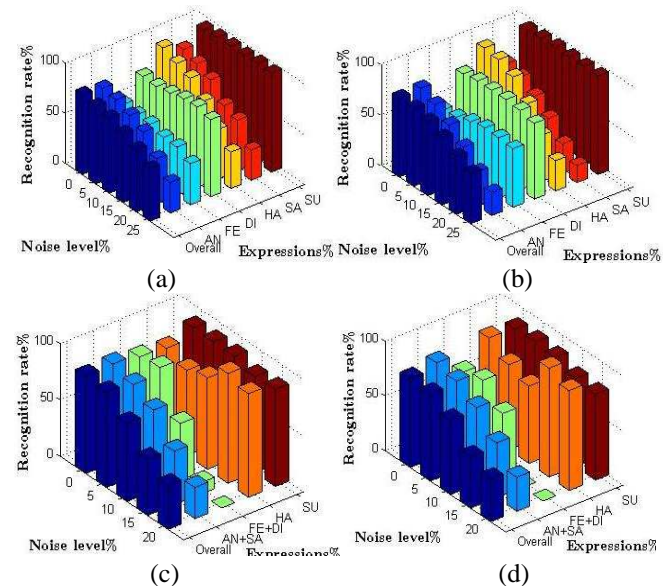 Recognition rate%
100
50
0
0
5
10
15
20
25
Noise level%
Overall
AN
FE
DI
HA
SA
SU
Expressions%
(a)
Recognition rate%
100
50
0
0
5
10
15
20
25
Noise level%
Overall
AN
FE
DI
HA
SA
SU
Expressions%
(b)
Recognition rate%
100
50
0
0
5
10
15
20
Noise level%
Overall
AN+SA
FE+DI
HA
SU
Expressions%
(c)
Recognition rate%
100
50
0
0
5
10
15
20
Noise level%
Overall
AN+SA
FE+DI
HA
SU
Expressions%
(d)